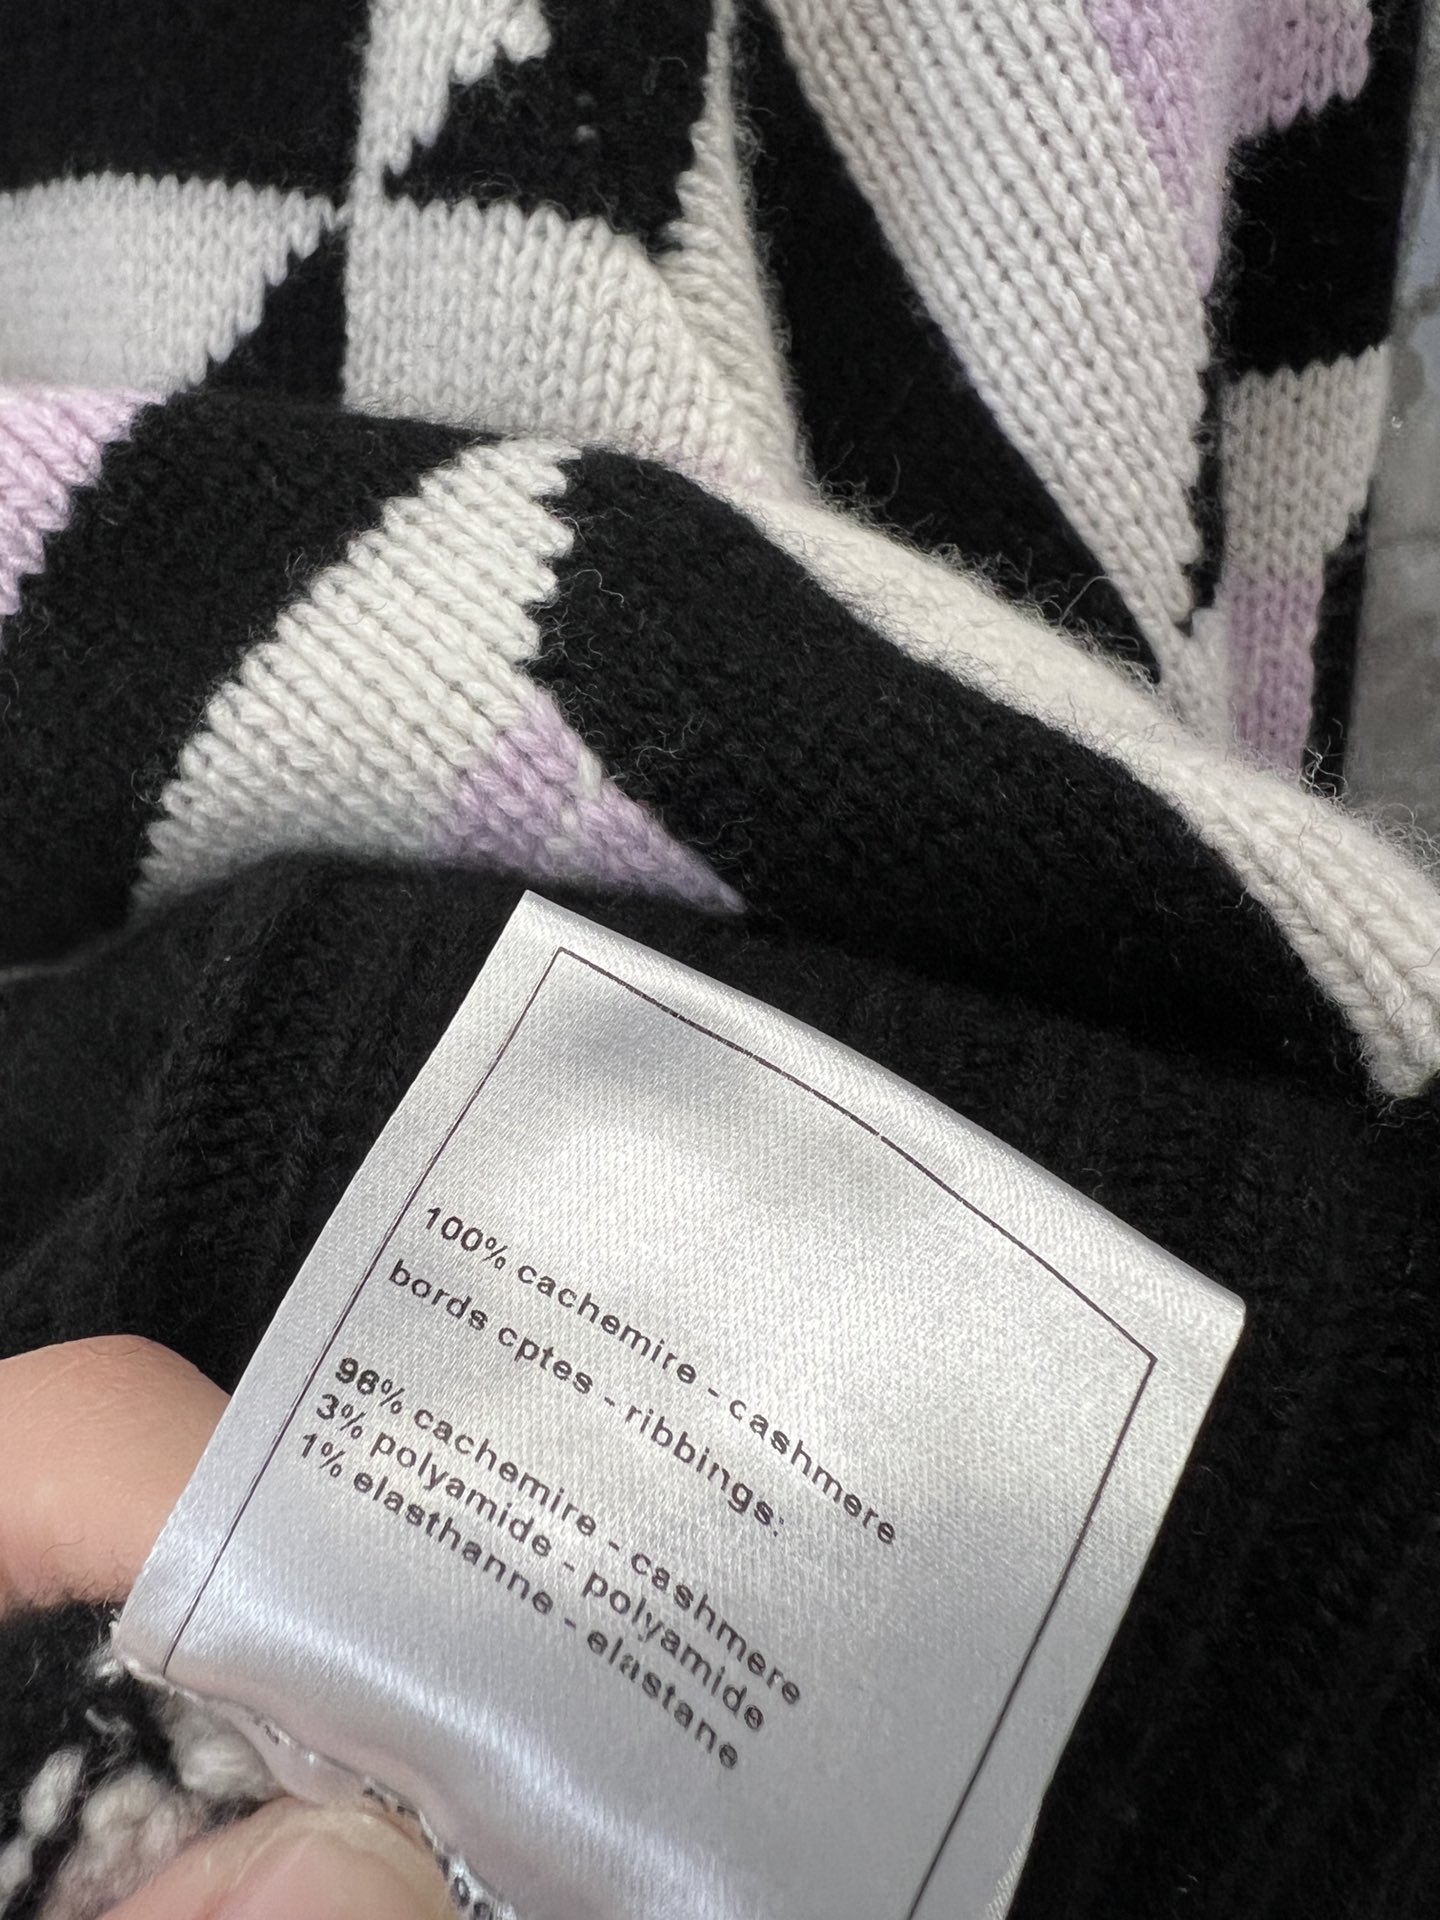 100% cachemire - cashmere
bords cptes - ribbings:
96% cachemire - cashmere
3% polyamide - polyamide
1% elasthanne - elastane